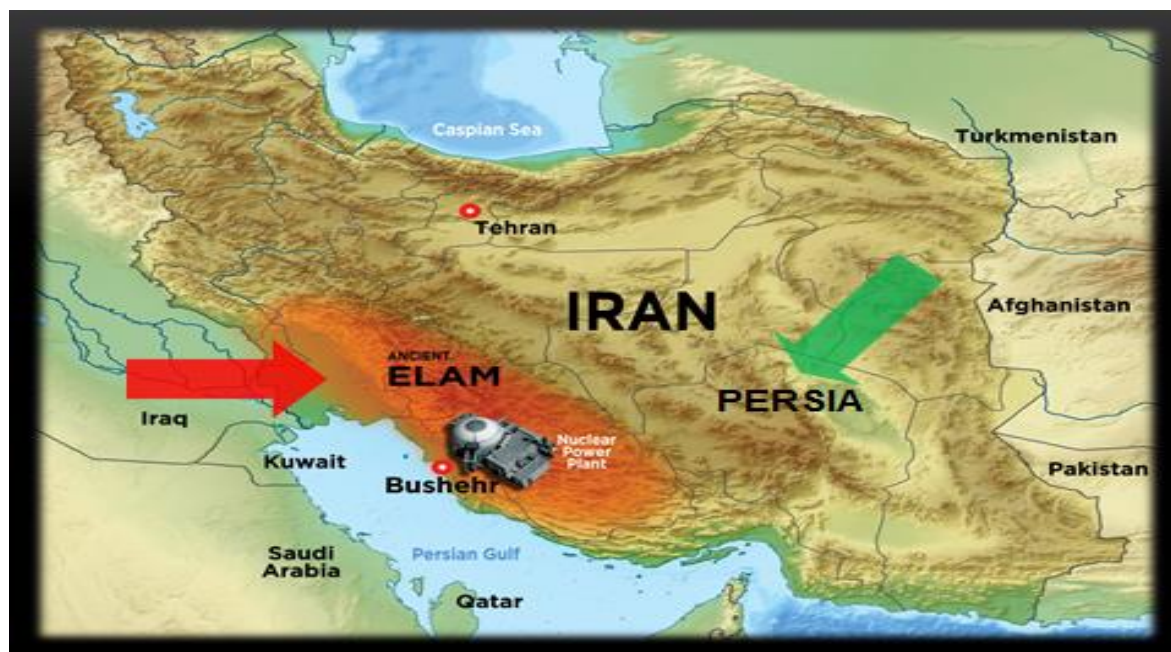 Caspian Sea
Turkmenistan
Tehran
IRAN
Afghanistan
ANCIENT
ELAM
PERSIA
Iraq
Nuclear
Power
Plant
Kuwait
Bushehr
Pakistan
Saudi
Arabia
Persian Gulf
Qatar